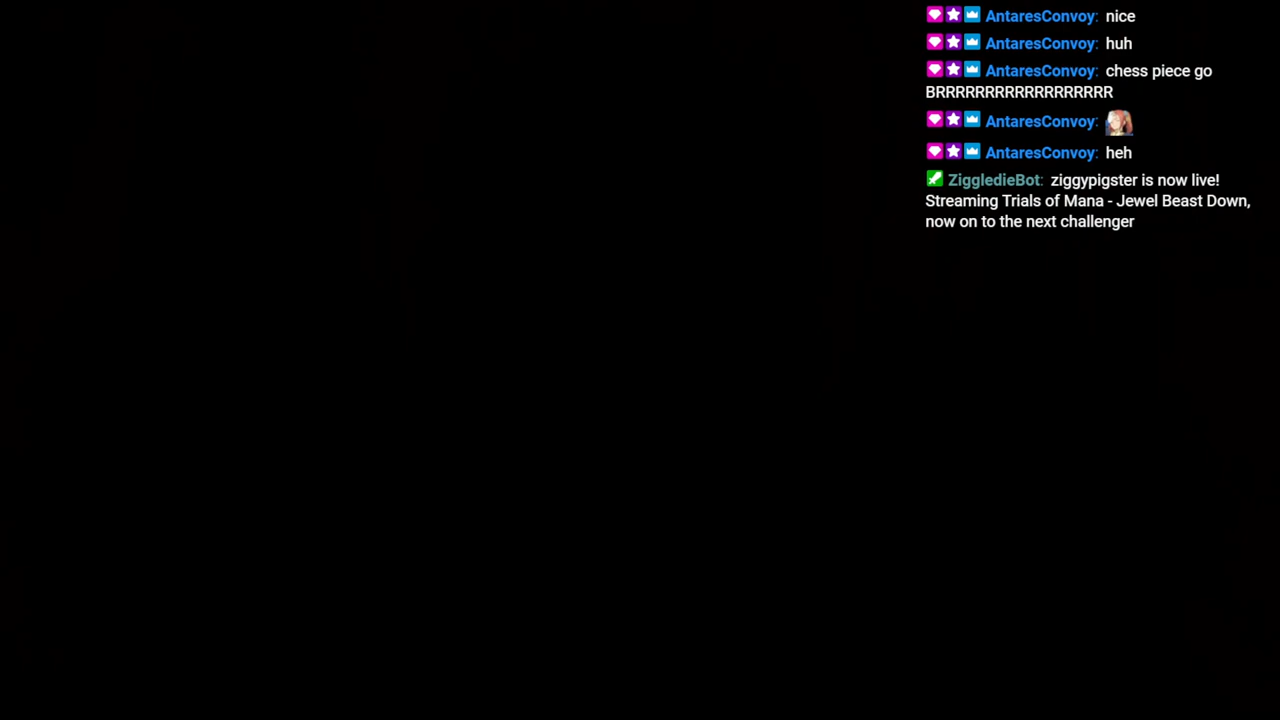 AntaresConvoy: nice
AntaresConvoy: huh
AntaresConvoy: chess piece go
BRRRRRRRRRRRRRRRRRR
AntaresConvoy:
AntaresConvoy: heh
ZiggledieBot: ziggypigster is now live!
Streaming Trials of Mana - Jewel Beast Down,
now on to the next challenger